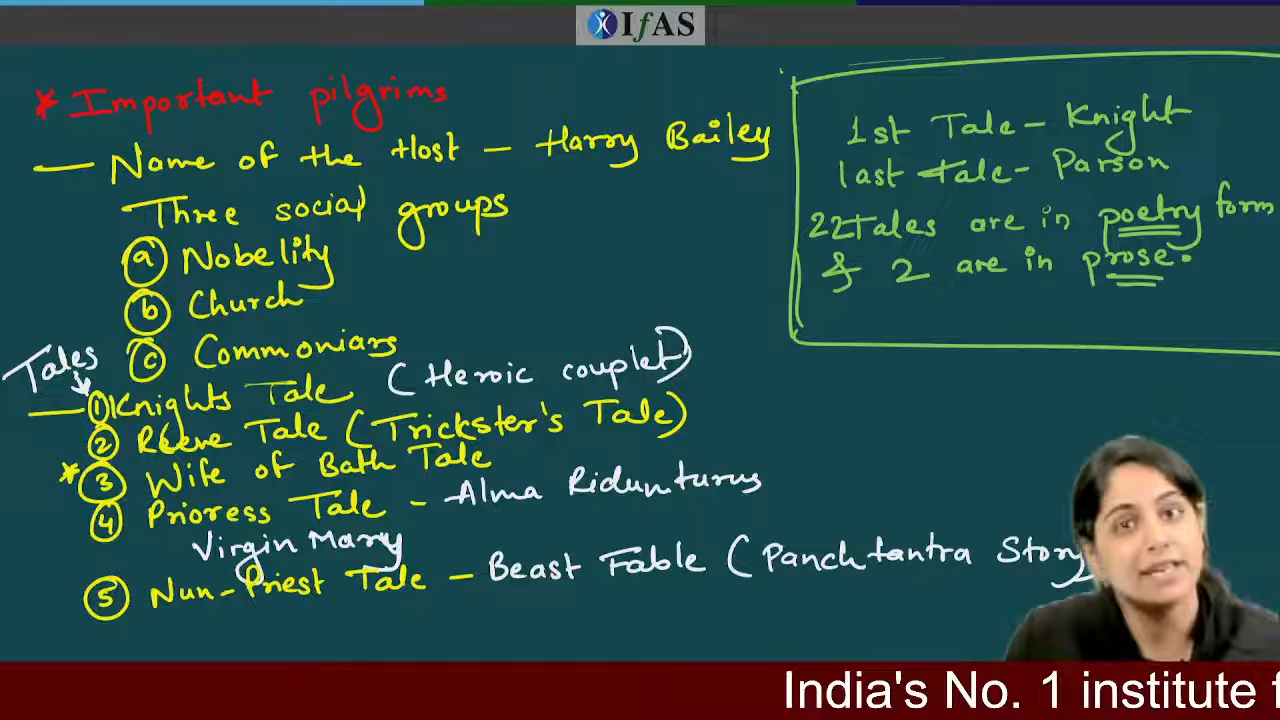 IfAS
* Important pilgrims
— Name of the Host – Harry Bailey
Three social groups
(a) Nobelity
(b) Church
(c) Commonians
Tales
— ① Knights Tale (Heroic couplet)
② Reeve Tale (Trickster's Tale)
* ③ Wife of Bath Tale
④ Prioress Tale - Alma Ridumturus
Virgin Mary
⑤ Nun-Priest Tale – Beast Fable (Panchtantra Story
1st Tale – Knight
last Tale - Parson
22 Tales are in poetry form
& 2 are in prose.
India's No. 1 institute f